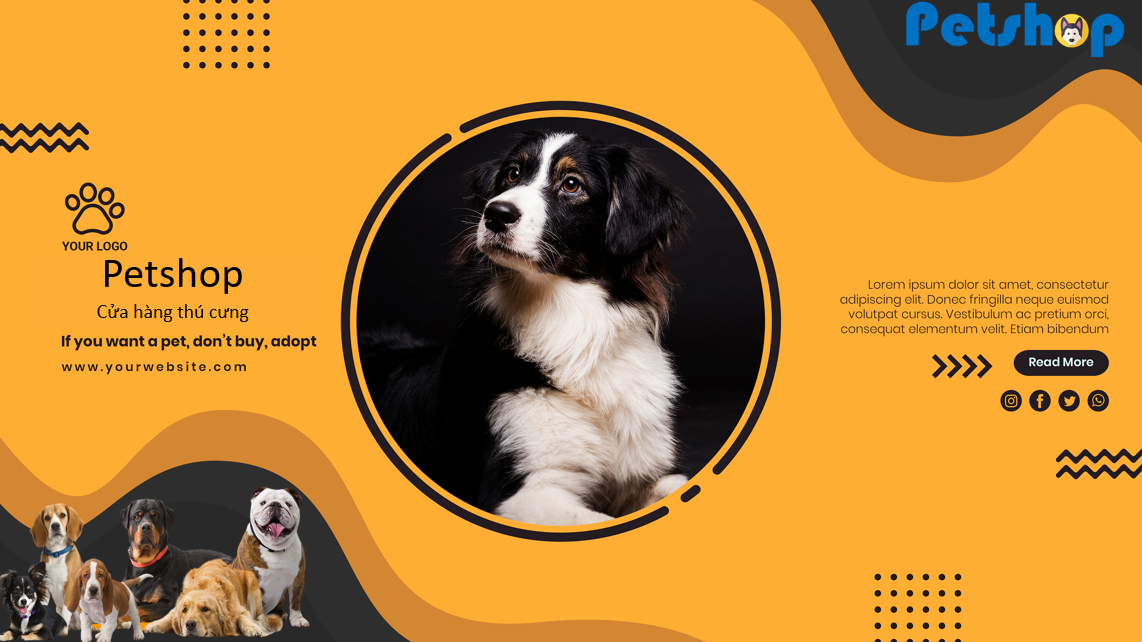 Petshop
YOUR LOGO
Petshop
Cửa hàng thú cưng
If you want a pet, don't buy, adopt
www.yourwebsite.com
Lorem ipsum dolor sit amet, consectetur
adipiscing elit. Donec fringilla neque euismod
volutpat cursus. Vestibulum ac pretium orci,
consequat elementum velit. Etiam bibendum
Read More